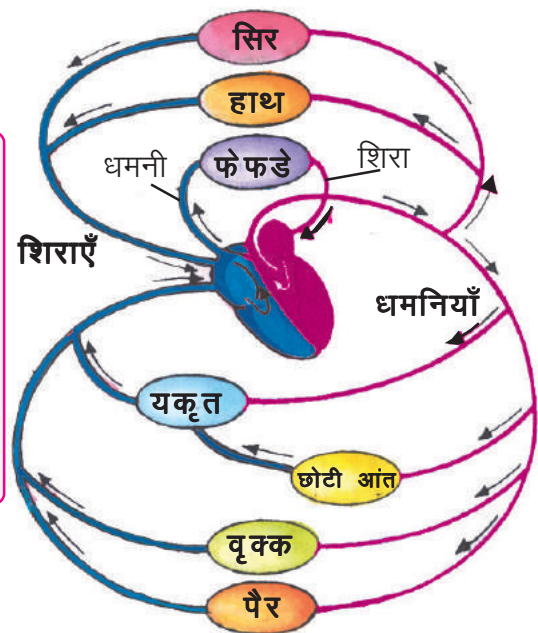 सिर
हाथ
धमनी
फेफडे
शिरा
शिराएँ
धमनियाँ
यकृत
छोटी आंत
वृक्क
पैर